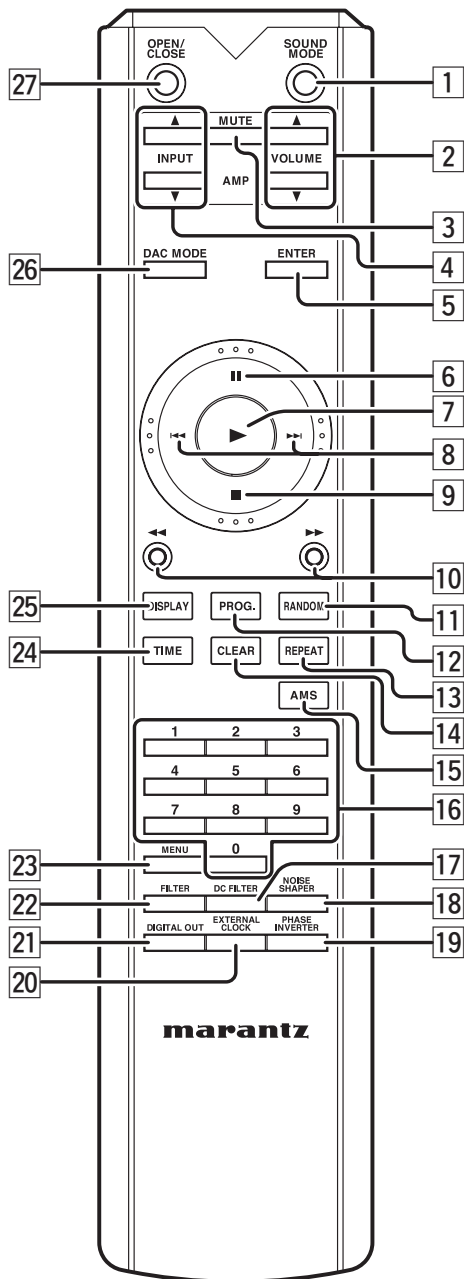 OPEN/
CLOSE
SOUND
MODE
27
1
MUTE
2
INPUT
VOLUME
AMP
3
4
26
DAC MODE
ENTER
5
6
7
8
9
10
25
DISPLAY
PROG.
RANDOM
11
12
24
TIME
CLEAR
REPEAT
13
14
AMS
15
1
2
3
4
5
6
16
7
8
9
23
MENU
0
17
22
FILTER
DC FILTER
NOISE
SHAPER
18
21
DIGITAL OUT
EXTERNAL
CLOCK
PHASE
INVERTER
19
20
marantz